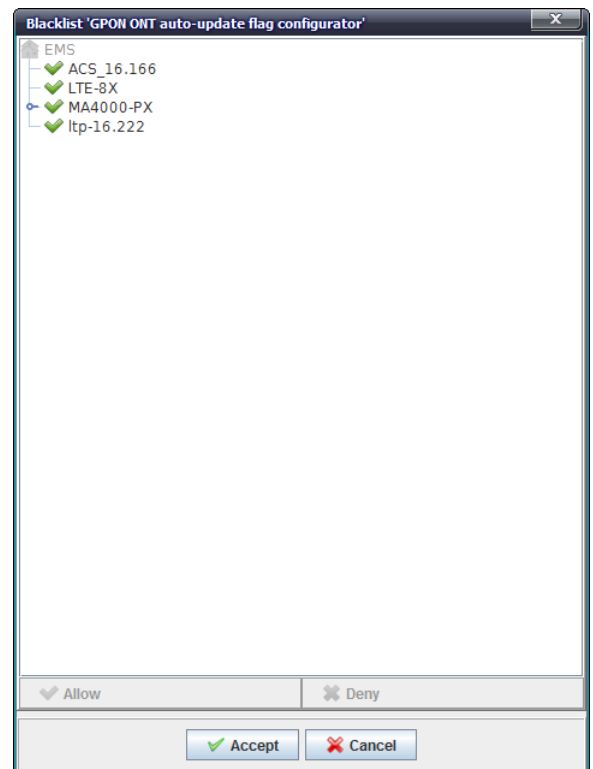 Blacklist 'GPON ONT auto-update flag configurator'
X
EMS
ACS_16.166
LTE-8X
MA4000-PX
ltp-16.222
Allow
Deny
Accept
Cancel